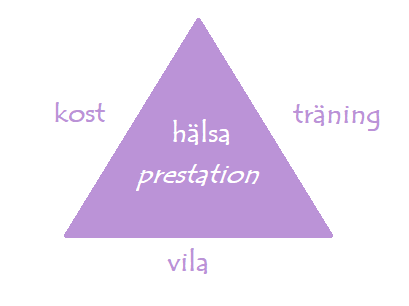 kost
träning
hälsa
prestation
vila